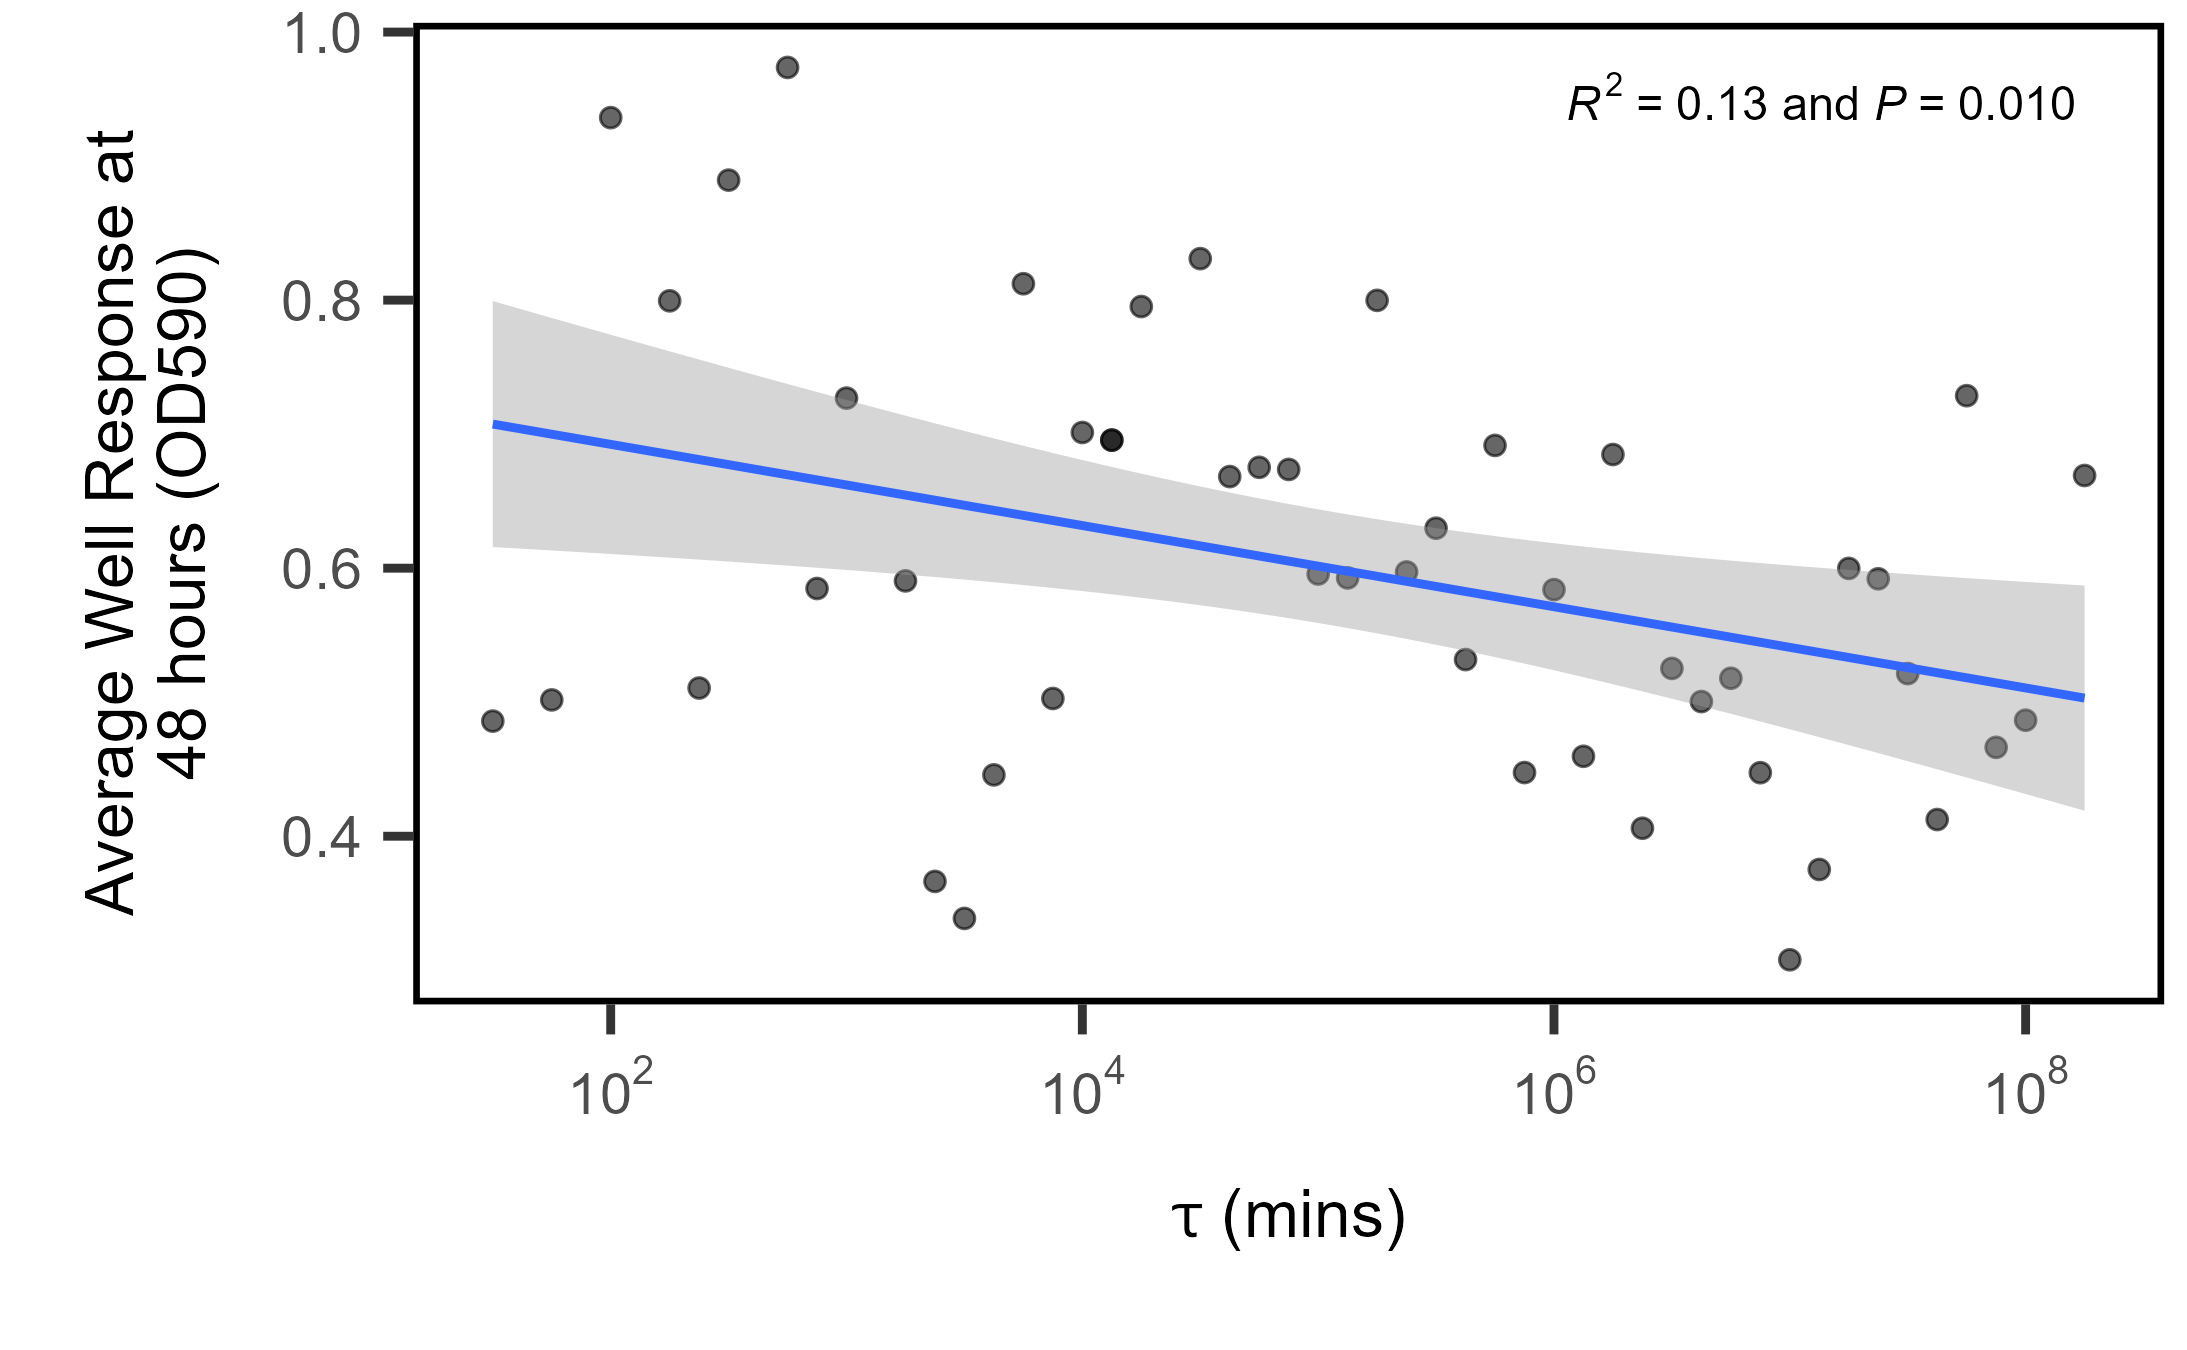 Average Well Response at
48 hours (OD590)
1.0
0.8
0.6
0.4
R² = 0.13 and P = 0.010
10² 10⁴ 10⁶ 10⁸
τ (mins)